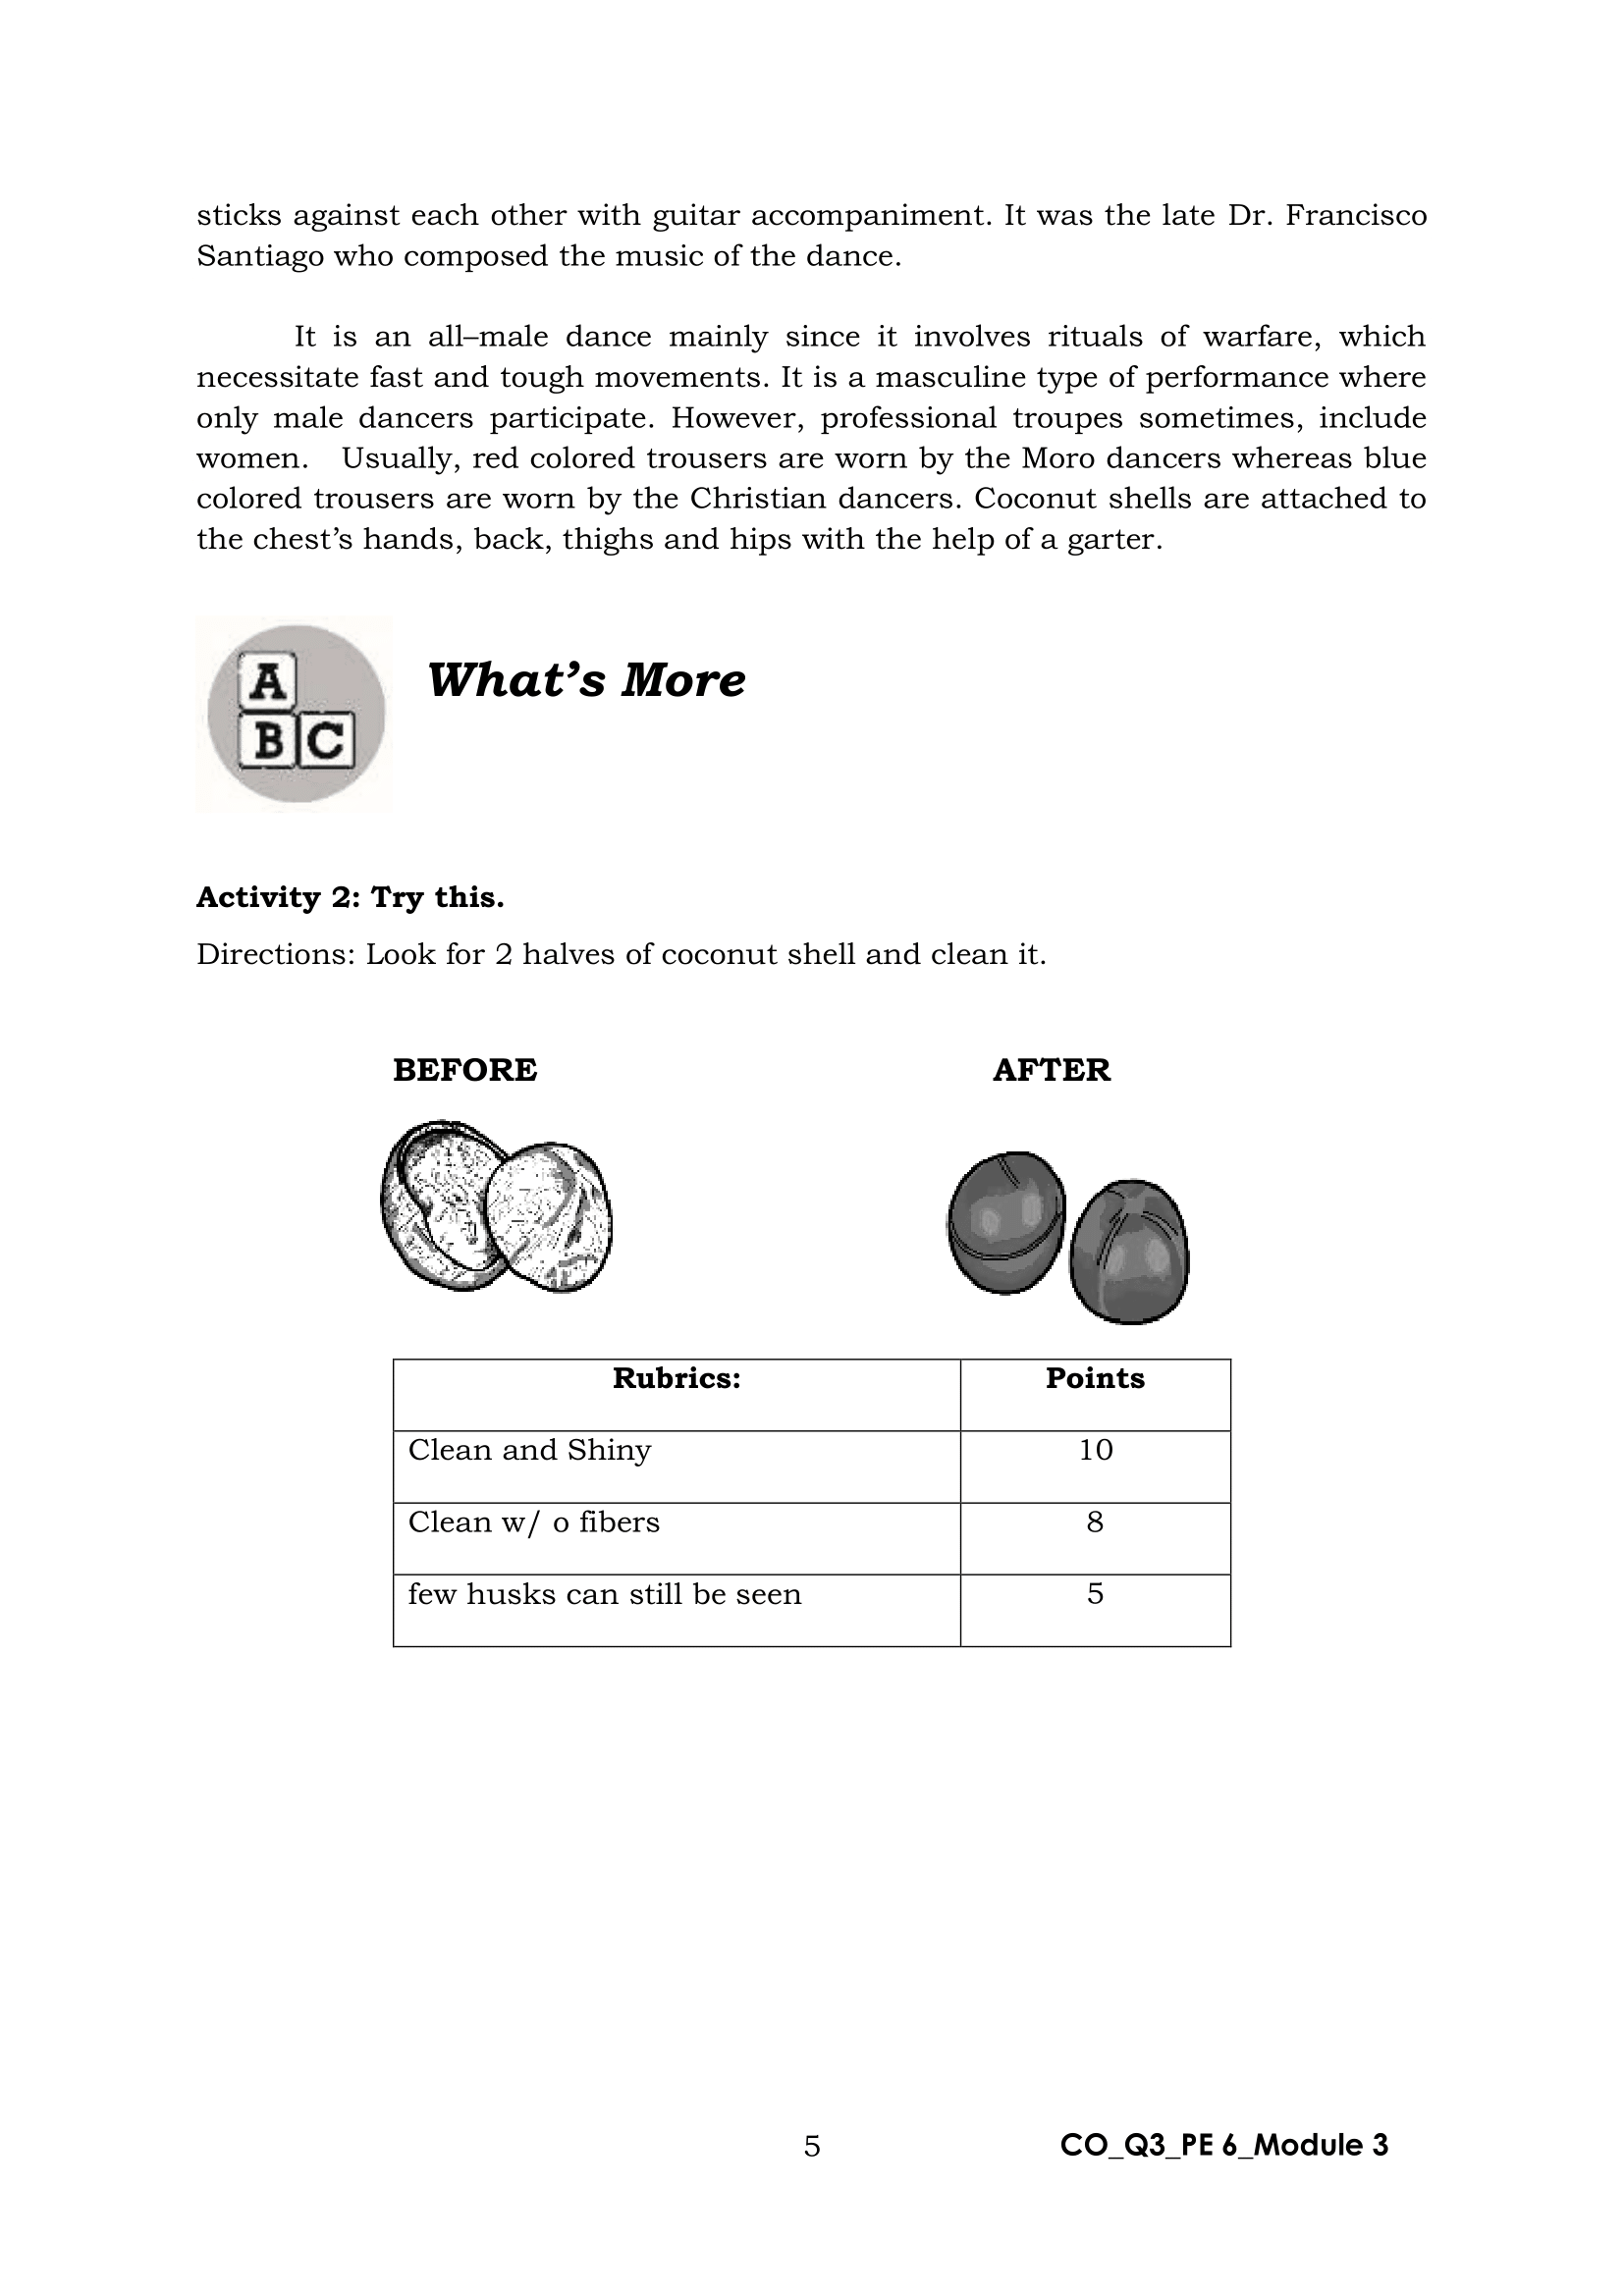 sticks against each other with guitar accompaniment. It was the late Dr. Francisco
Santiago who composed the music of the dance.
It is an all–male dance mainly since it involves rituals of warfare, which
necessitate fast and tough movements. It is a masculine type of performance where
only male dancers participate. However, professional troupes sometimes, include
women. Usually, red colored trousers are worn by the Moro dancers whereas blue
colored trousers are worn by the Christian dancers. Coconut shells are attached to
the chest’s hands, back, thighs and hips with the help of a garter.
A
B C
What’s More
Activity 2: Try this.
Directions: Look for 2 halves of coconut shell and clean it.
BEFORE AFTER
Rubrics: Points
Clean and Shiny 10
Clean w/ o fibers 8
few husks can still be seen 5
5 CO_Q3_PE 6_Module 3